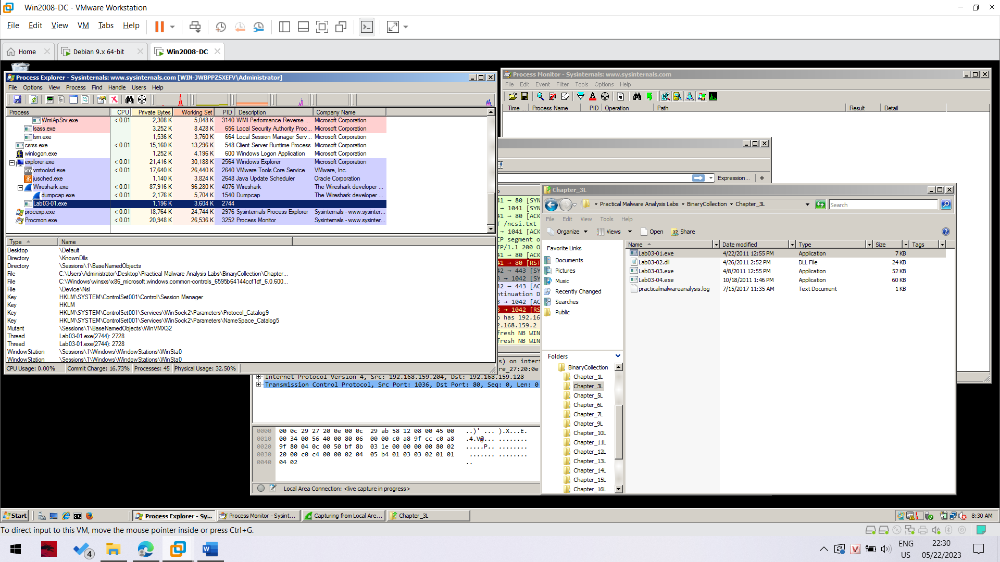 Win2008-DC - VMware Workstation
File Edit View VM Tabs Help
Home
Debian 9.x 64-bit
Win2008-DC
Process Explorer - Sysinternals: www.sysinternals.com [WIN-JWBPPZSXEFV\Administrator]
File Options View Process Find Handle Users Help
Process CPU Private Bytes Working Set PID Description Company Name
WmiApSrv.exe < 0.01 2,308 K 5,048 K 3140 WMI Performance Reverse ... Microsoft Corporation
lsass.exe 3,252 K 8,428 K 656 Local Security Authority Proc... Microsoft Corporation
lsm.exe 1,536 K 3,760 K 664 Local Session Manager Serv... Microsoft Corporation
csrss.exe < 0.01 15,160 K 13,296 K 548 Client Server Runtime Process Microsoft Corporation
winlogon.exe 1,252 K 4,196 K 600 Windows Logon Application Microsoft Corporation
explorer.exe < 0.01 21,416 K 30,188 K 2564 Windows Explorer Microsoft Corporation
vmtoolsd.exe < 0.01 17,640 K 26,440 K 2640 VMware Tools Core Service VMware, Inc.
jusched.exe 1,140 K 3,824 K 2648 Java Update Scheduler Oracle Corporation
Wireshark.exe < 0.01 87,916 K 96,280 K 4076 Wireshark The Wireshark developer ...
dumpcap.exe < 0.01 2,176 K 5,704 K 1540 Dumpcap The Wireshark developer ...
Lab03-01.exe 1,196 K 3,604 K 2744
procexp.exe < 0.01 18,764 K 24,744 K 2976 Sysinternals Process Explorer Sysinternals - www.sysinter...
Procmon.exe < 0.01 20,948 K 26,536 K 3252 Process Monitor Sysinternals - www.sysinter...
Type Name
Desktop \Default
Directory \KnownDlls
Directory \Sessions\1\BaseNamedObjects
File C:\Users\Administrator\Desktop\Practical Malware Analysis Labs\BinaryCollection\Chapter...
File C:\Windows\winsxs\x86_microsoft.windows.common-controls_6595b64144ccf1df_6.0.600...
File \Device\Nsi
Key HKLM\SYSTEM\ControlSet001\Control\Session Manager
Key HKLM
Key HKLM\SYSTEM\ControlSet001\Services\WinSock2\Parameters\Protocol_Catalog9
Key HKLM\SYSTEM\ControlSet001\Services\WinSock2\Parameters\NameSpace_Catalog5
Mutant \Sessions\1\BaseNamedObjects\WinVMX32
Thread Lab03-01.exe(2744): 2728
Thread Lab03-01.exe(2744): 2728
WindowStation \Sessions\1\Windows\WindowStations\WinSta0
WindowStation \Sessions\1\Windows\WindowStations\WinSta0
CPU Usage: 0.00% Commit Charge: 16.73% Processes: 45 Physical Usage: 32.50%
Process Monitor - Sysinternals: www.sysinternals.com
File Edit Event Filter Tools Options Help
Time ... Process Name PID Operation Path Result Detail
Expression... +
41 → 80 [SYN
→ 1041 [SYN
41 → 80 [ACK
T /ncsi.txt
→ 1041 [ACK
CP segment o
TP/1.1 200 O
41 → 80 [ACK
41 → 80 [RST
42 → 443 [SY
→ 1042 [SY
42 → 443 [AC
ontinuation D
3 → 1042 [AC
3 → 1042 [RS
o has 192.16
2.168.159.2
fresh NB WIN
fresh NB WIN
s) on interf
re_27:20:0e
Internet Protocol Version 4, Src: 192.168.159.204, Dst: 192.168.159.128
Transmission Control Protocol, Src Port: 1036, Dst Port: 80, Seq: 0, Len: 0
0000 00 0c 29 27 20 0e 00 0c 29 ab 58 12 08 00 45 00 ..)' ... ).X...E.
0010 00 34 00 56 40 00 80 06 00 00 c0 a8 9f cc c0 a8 .4.V@... ........
0020 9f 80 04 0c 00 50 bf 8b 03 1e 00 00 00 00 80 02 .....P.. ........
0030 20 00 c0 c4 00 00 02 04 05 b4 01 03 03 02 01 01 ....... ........
0040 04 02 ..
Local Area Connection: <live capture in progress>
Chapter_3L
Practical Malware Analysis Labs BinaryCollection Chapter_3L
Search
File Edit View Tools Help
Organize Views Open Share
Favorite Links
Documents
Pictures
Music
Recently Changed
Searches
Public
Folders
BinaryCollection
Chapter_1L
Chapter_3L
Chapter_5L
Chapter_6L
Chapter_7L
Chapter_9L
Chapter_10L
Chapter_11L
Chapter_12L
Chapter_13L
Chapter_14L
Chapter_15L
Chapter_16L
Name Date modified Type Size Tags
Lab03-01.exe 4/22/2011 12:55 PM Application 7 KB
Lab03-02.dll 4/26/2011 2:52 PM DLL File 24 KB
Lab03-03.exe 4/8/2011 12:55 PM Application 52 KB
Lab03-04.exe 10/18/2011 1:46 PM Application 60 KB
practicalmalwareanalysis.log 7/15/2017 11:35 AM Text Document 1 KB
Start
Process Explorer - Sy...
Process Monitor - Sysint...
Capturing from Local Are...
Chapter_3L
8:30 AM
To direct input to this VM, move the mouse pointer inside or press Ctrl+G.
4
ENG
US
22:30
05/22/2023